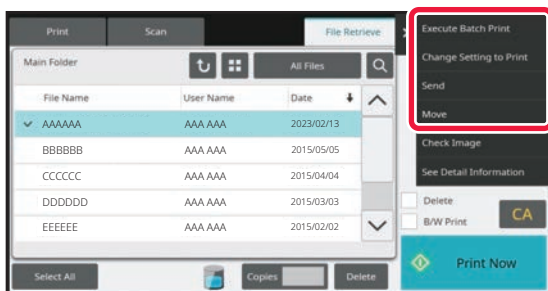 Print Scan File Retrieve
Main Folder All Files
File Name User Name Date
AAAAAA AAA AAA 2023/02/13
BBBBBB AAA AAA 2015/05/05
CCCCCC AAA AAA 2015/04/04
DDDDDD AAA AAA 2015/03/03
EEEEEE AAA AAA 2015/02/02
Select All Copies Delete
Execute Batch Print
Change Setting to Print
Send
Move
Check Image
See Detail Information
Delete
B/W Print CA
Print Now